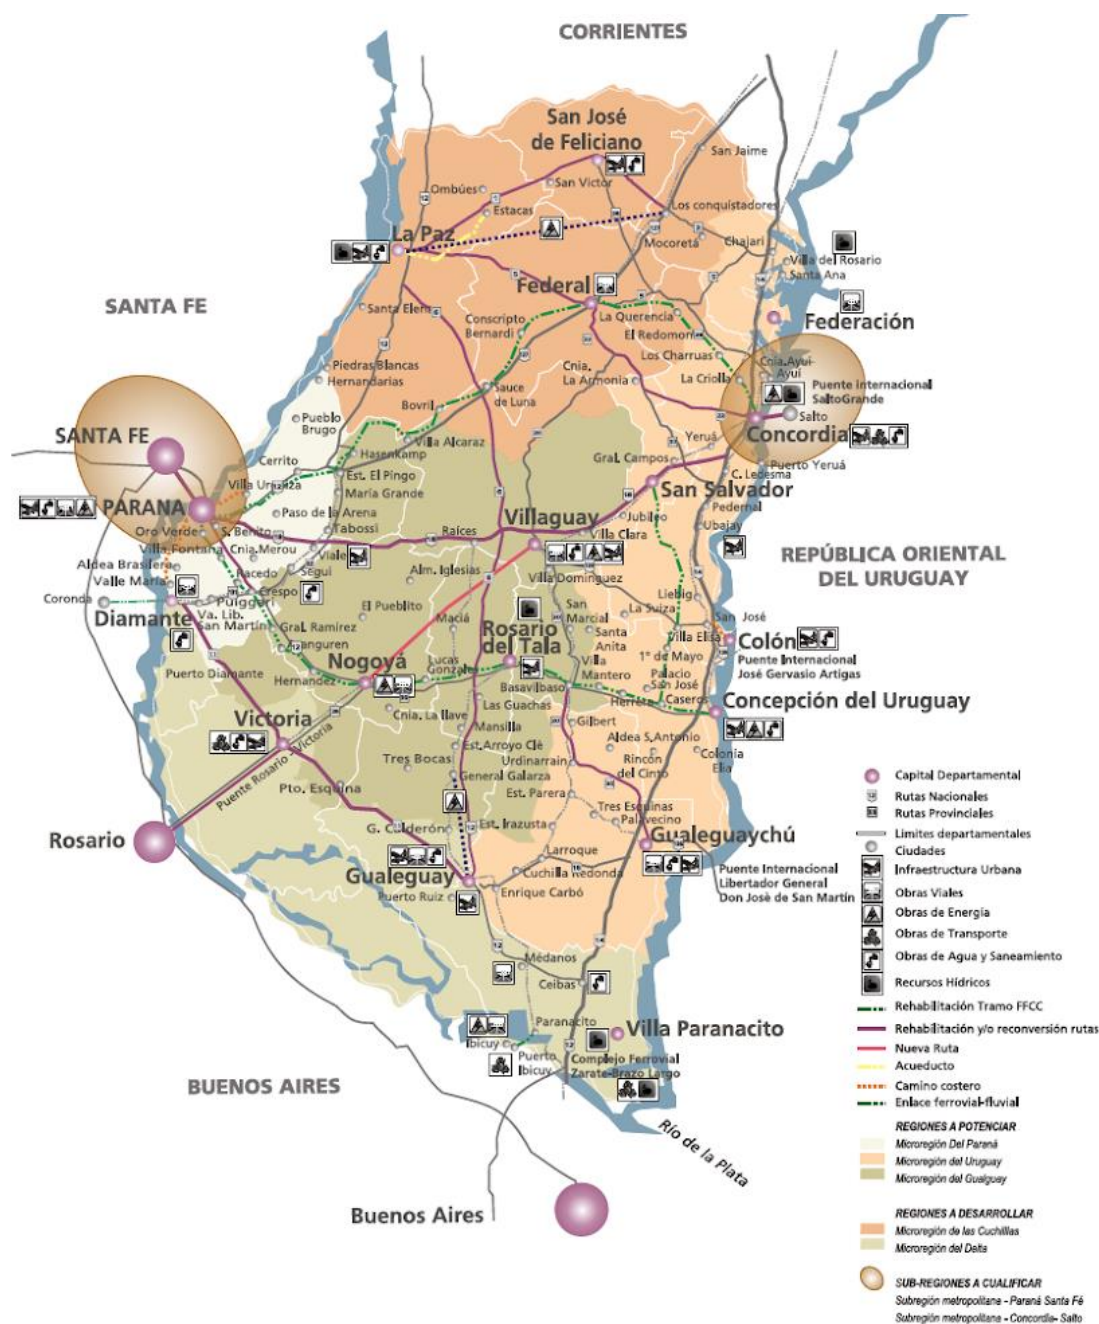 CORRIENTES
San José
de Feliciano
San Jaime
Ombúes
San Víctor
Estacas
Los conquistadores
La Paz
Mocoretá
Chajarí
Villa del Rosario
Santa Ana
SANTA FE
Federal
Santa Elena
Conscripto
Bernardi
La Querencia
Federación
El Redomón
Los Charruas
Cnia. Ayuí-
Ayuí
Piedras Blancas
Hernandarias
Cnia.
La Armonia
La Criolla
Puente Internacional
SaltoGrande
Sauce
de Luna
Bovril
Salto
Pueblo
Brugo
SANTA FE
Villa Alcaraz
Yeruá
Concordia
Cerrito
Hasenkamp
Gral. Campos
Puerto Yeruá
Villa Urquiza
Est. El Pingo
C. Ledesma
María Grande
San Salvador
PARANA
Paso de la Arena
Pedernal
Villaguay
Jubileo
Oro Verde
S. Benito
Tabossi
Raíces
Villa Clara
Ubajay
Villa Fontana
Cnia. Merou
Viale
REPÚBLICA ORIENTAL
DEL URUGUAY
Aldea Brasilera
Racedo
Seguí
Alm. Iglesias
Villa Domínguez
Valle María
Crespo
Liebig
Coronda
Puiggari
El Pueblito
San
Marcial
La Suiza
San José
Diamante
Va. Lib.
San Martín
Gral. Ramírez
Maciá
Rosario
del Tala
Santa
Anita
Villa Elisa
Colón
Aranguren
1º de Mayo
Puente Internacional
José Gervasio Artigas
Nogoyá
Lucas
Gonzalez
Villa
Mantero
Palacio
San José
Puerto Diamante
Hernandez
Basavilbaso
Herrera
Caseros
Concepción del Uruguay
Las Guachas
Victoria
Cnia. La llave
Mansilla
Gilbert
Est.Arroyo Clé
Aldea S.Antonio
Colonia
Elia
Puente Rosario - Victoria
Tres Bocas
Urdinarrain
Rincón
del Cinto
General Galarza
Pto. Esquina
Est. Parera
Tres Esquinas
Palavecino
Rosario
G. Calderón
Est. Irazusta
Gualeguaychú
Larroque
Puente Internacional
Libertador General
Don Josè de San Martín
Gualeguay
Cuchilla Redonda
Puerto Ruiz
Enrique Carbó
Médanos
Ceibas
Paranacito
Villa Paranacito
Ibicuy
Puerto
Ibicuy
Complejo Ferrovial
Zarate-Brazo Largo
BUENOS AIRES
Río de la Plata
Buenos Aires
Capital Departamental
Rutas Nacionales
Rutas Provinciales
Limites departamentales
Ciudades
Infraestructura Urbana
Obras Viales
Obras de Energía
Obras de Transporte
Obras de Agua y Saneamiento
Recursos Hídricos
Rehabilitación Tramo FFCC
Rehabilitación y/o reconversión rutas
Nueva Ruta
Acueducto
Camino costero
Enlace ferrovial-fluvial
REGIONES A POTENCIAR
Microregión Del Paraná
Microregión del Uruguay
Microregión del Gualguay
REGIONES A DESARROLLAR
Microregión de las Cuchilllas
Microregión del Delta
SUB-REGIONES A CUALIFICAR
Subregión metropolitana - Paraná Santa Fé
Subregión metropolitana - Concordia- Salto